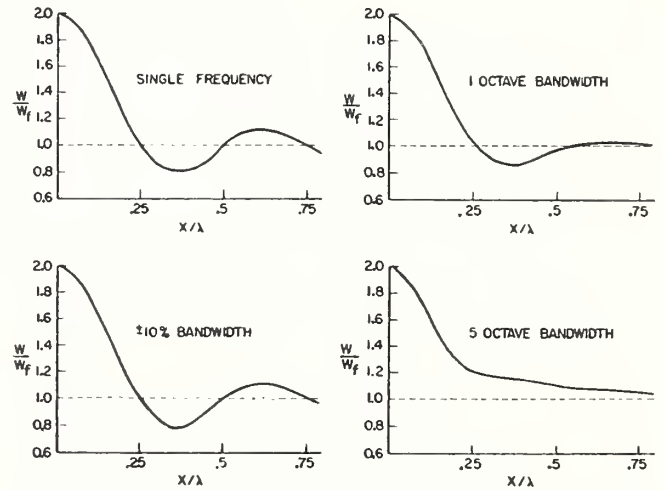 2.0
1.8
1.6
1.4
W
Wf
1.2
1.0
0.8
0.6
SINGLE FREQUENCY
.25
.5
.75
X/λ
2.0
1.8
1.6
1.4
W
Wf
1.2
1.0
0.8
0.6
1 OCTAVE BANDWIDTH
.25
.5
.75
X/λ
2.0
1.8
1.6
1.4
W
Wf
1.2
1.0
0.8
0.6
±10% BANDWIDTH
.25
.5
.75
X/λ
2.0
1.8
1.6
1.4
W
Wf
1.2
1.0
0.8
0.6
5 OCTAVE BANDWIDTH
.25
.5
.75
X/λ